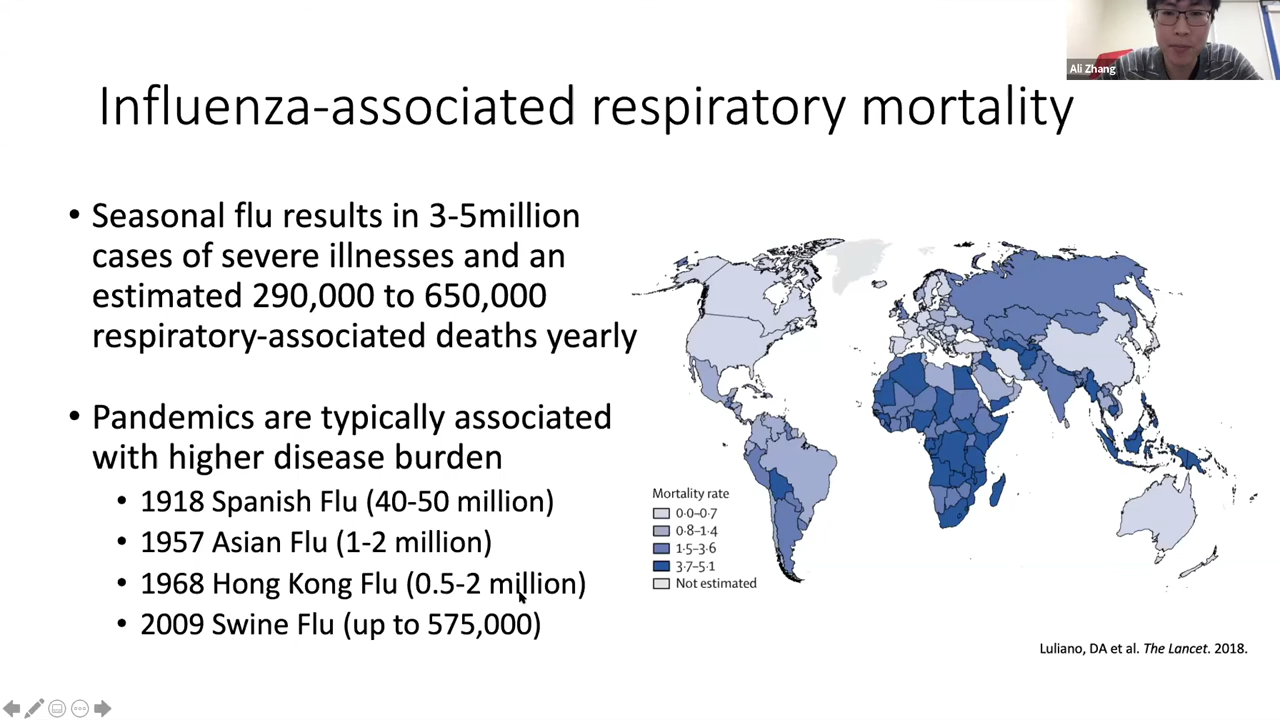 Ali Zhang
Influenza-associated respiratory mortality
• Seasonal flu results in 3-5million
cases of severe illnesses and an
estimated 290,000 to 650,000
respiratory-associated deaths yearly
• Pandemics are typically associated
with higher disease burden
• 1918 Spanish Flu (40-50 million)
• 1957 Asian Flu (1-2 million)
• 1968 Hong Kong Flu (0.5-2 million)
• 2009 Swine Flu (up to 575,000)
Mortality rate
0·0–0·7
0·8–1·4
1·5–3·6
3·7–5·1
Not estimated
Luliano, DA et al. The Lancet. 2018.